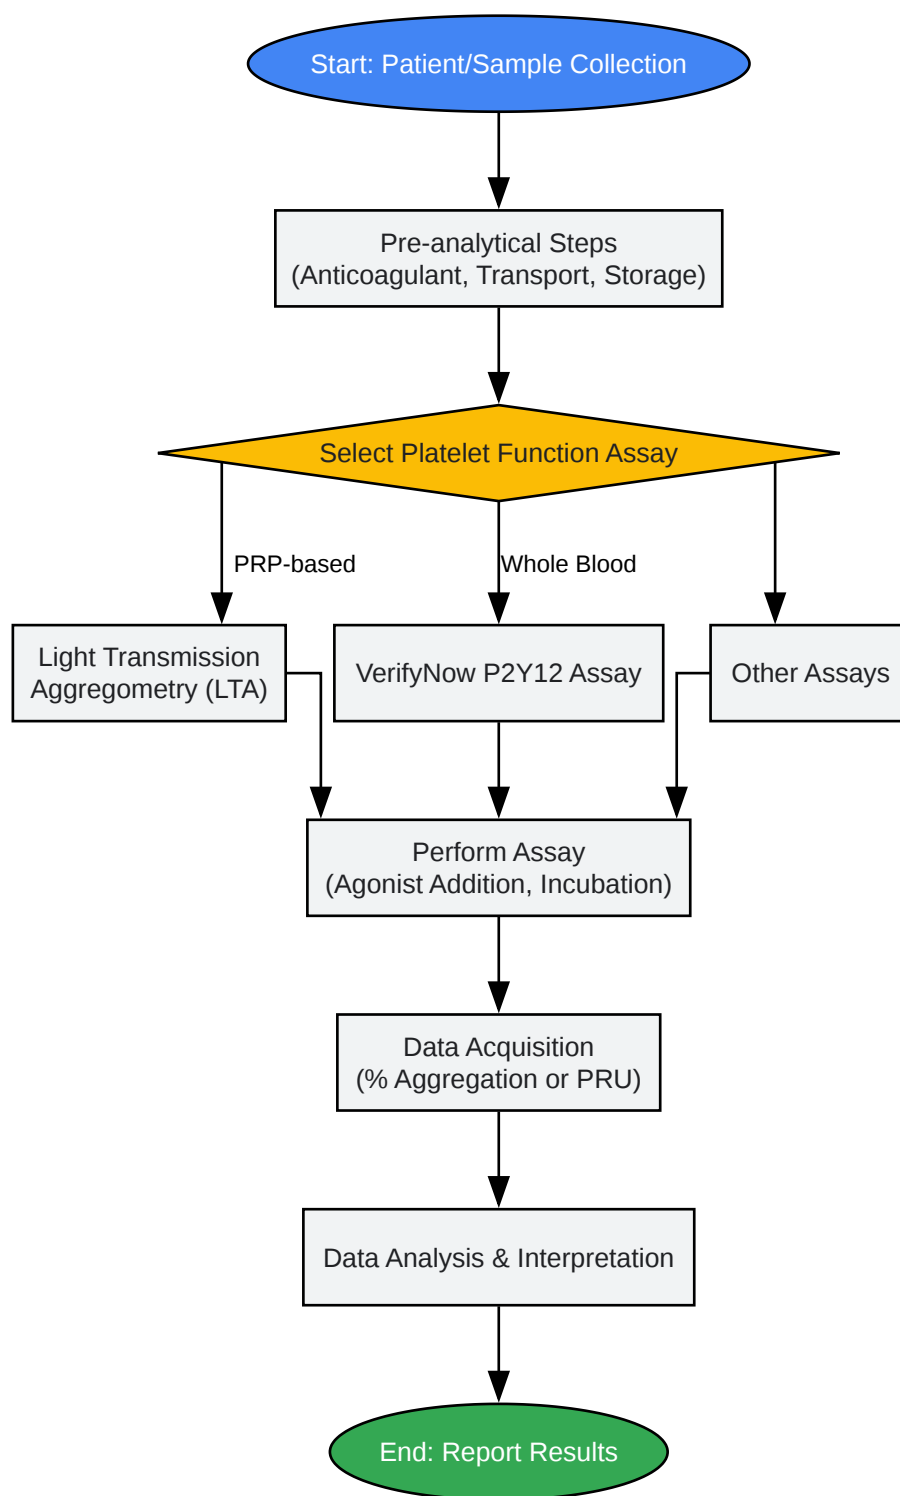 Start: Patient/Sample Collection
Pre-analytical Steps
(Anticoagulant, Transport, Storage)
Select Platelet Function Assay
PRP-based
Whole Blood
Light Transmission
Aggregometry (LTA)
VerifyNow P2Y12 Assay
Other Assays
Perform Assay
(Agonist Addition, Incubation)
Data Acquisition
(% Aggregation or PRU)
Data Analysis & Interpretation
End: Report Results